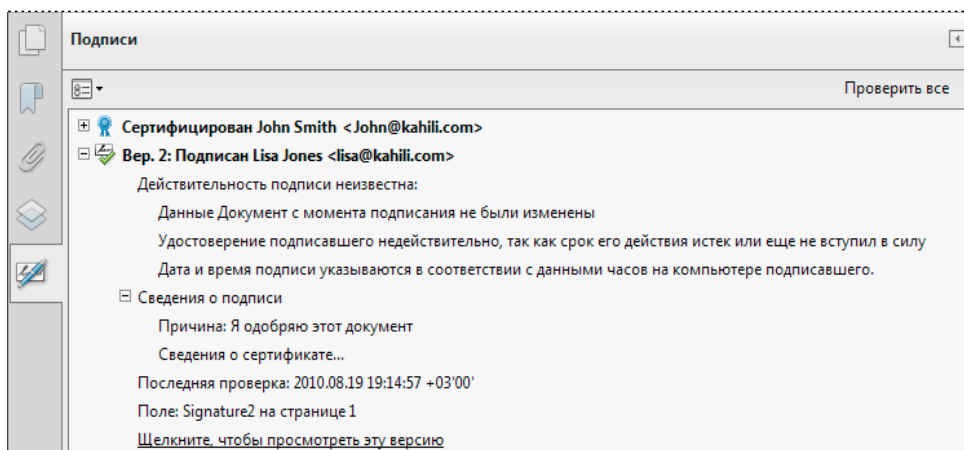 Подписи
Проверить все
Сертифицирован John Smith <John@kahili.com>
Вер. 2: Подписан Lisa Jones <lisa@kahili.com>
Действительность подписи неизвестна:
Данные Документ с момента подписания не были изменены
Удостоверение подписавшего недействительно, так как срок его действия истек или еще не вступил в силу
Дата и время подписи указываются в соответствии с данными часов на компьютере подписавшего.
Сведения о подписи
Причина: Я одобряю этот документ
Сведения о сертификате...
Последняя проверка: 2010.08.19 19:14:57 +03'00'
Поле: Signature2 на странице 1
Щелкните, чтобы просмотреть эту версию